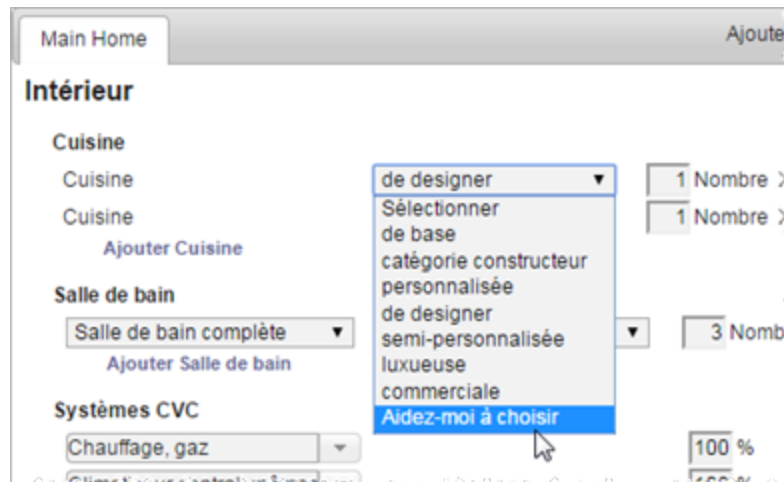 Main Home
Ajoute
Intérieur
Cuisine
Cuisine de designer 1 Nombre
Sélectionner
Cuisine 1 Nombre
de base
Ajouter Cuisine
catégorie constructeur
personnalisée
Salle de bain
de designer
Salle de bain complète semi-personnalisée 3 Nomb
Ajouter Salle de bain luxueuse
commerciale
Systèmes CVC
Aidez-moi à choisir
Chauffage, gaz 100 %